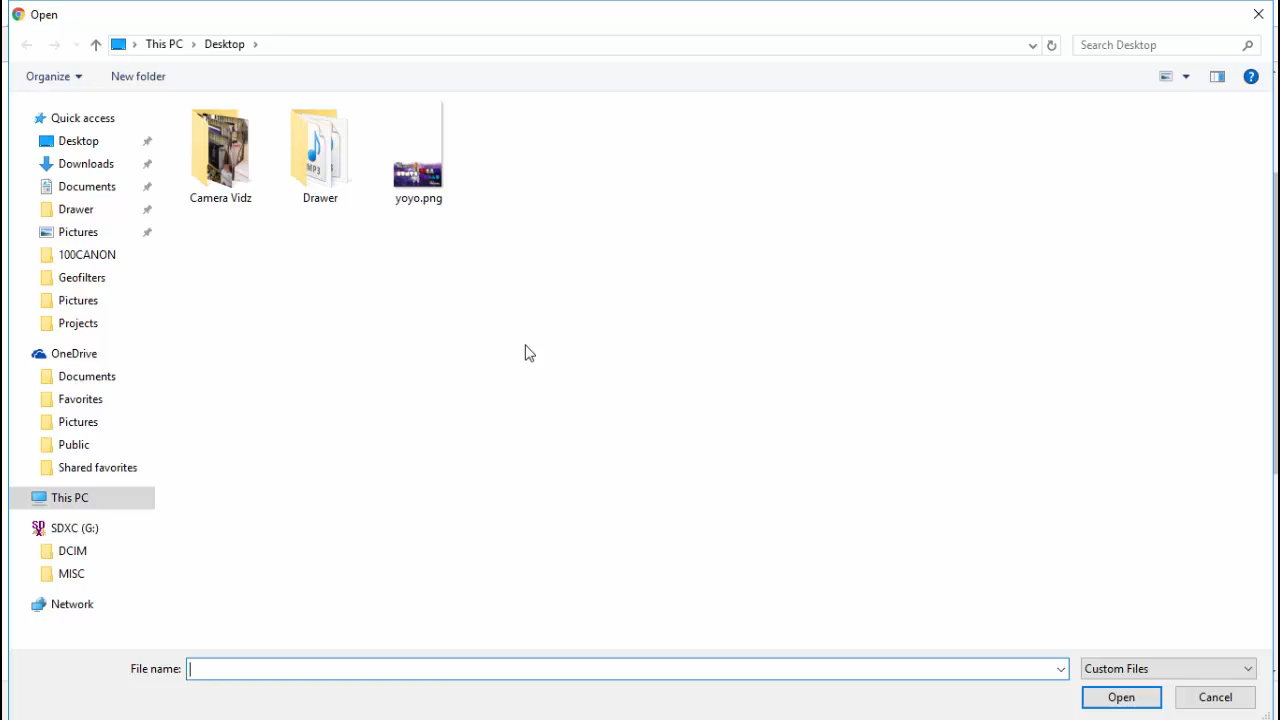 Open
This PC
Desktop
Search Desktop
Organize
New folder
Quick access
Desktop
Downloads
Documents
Drawer
Pictures
100CANON
Geofilters
Pictures
Projects
OneDrive
Documents
Favorites
Pictures
Public
Shared favorites
This PC
SDXC (G:)
DCIM
MISC
Network
MP3
Camera Vidz
Drawer
yoyo.png
File name:
Custom Files
Open
Cancel